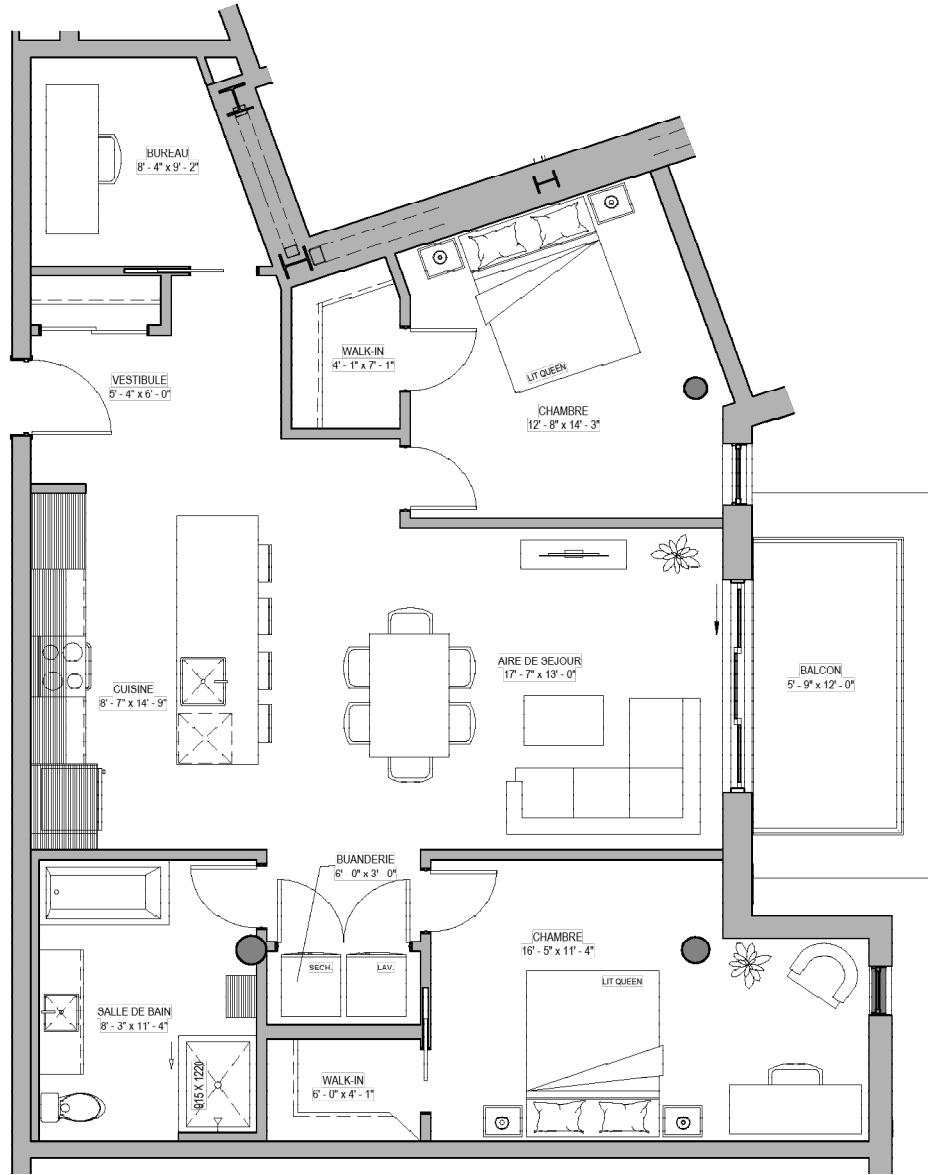 BUREAU
8' - 4" x 9' - 2"
WALK-IN
4' - 1" x 7' - 1"
LIT QUEEN
VESTIBULE
5' - 4" x 6' - 0"
CHAMBRE
12' - 8" x 14' - 3"
AIRE DE SEJOUR
17' - 7" x 13' - 0"
BALCON
5' - 9" x 12' - 0"
CUISINE
8' - 7" x 14' - 9"
BUANDERIE
6' 0" x 3' 0"
CHAMBRE
16' - 5" x 11' - 4"
SECH.
LAV.
LIT QUEEN
SALLE DE BAIN
8' - 3" x 11' - 4"
915 X 1220
WALK-IN
6' - 0" x 4' - 1"